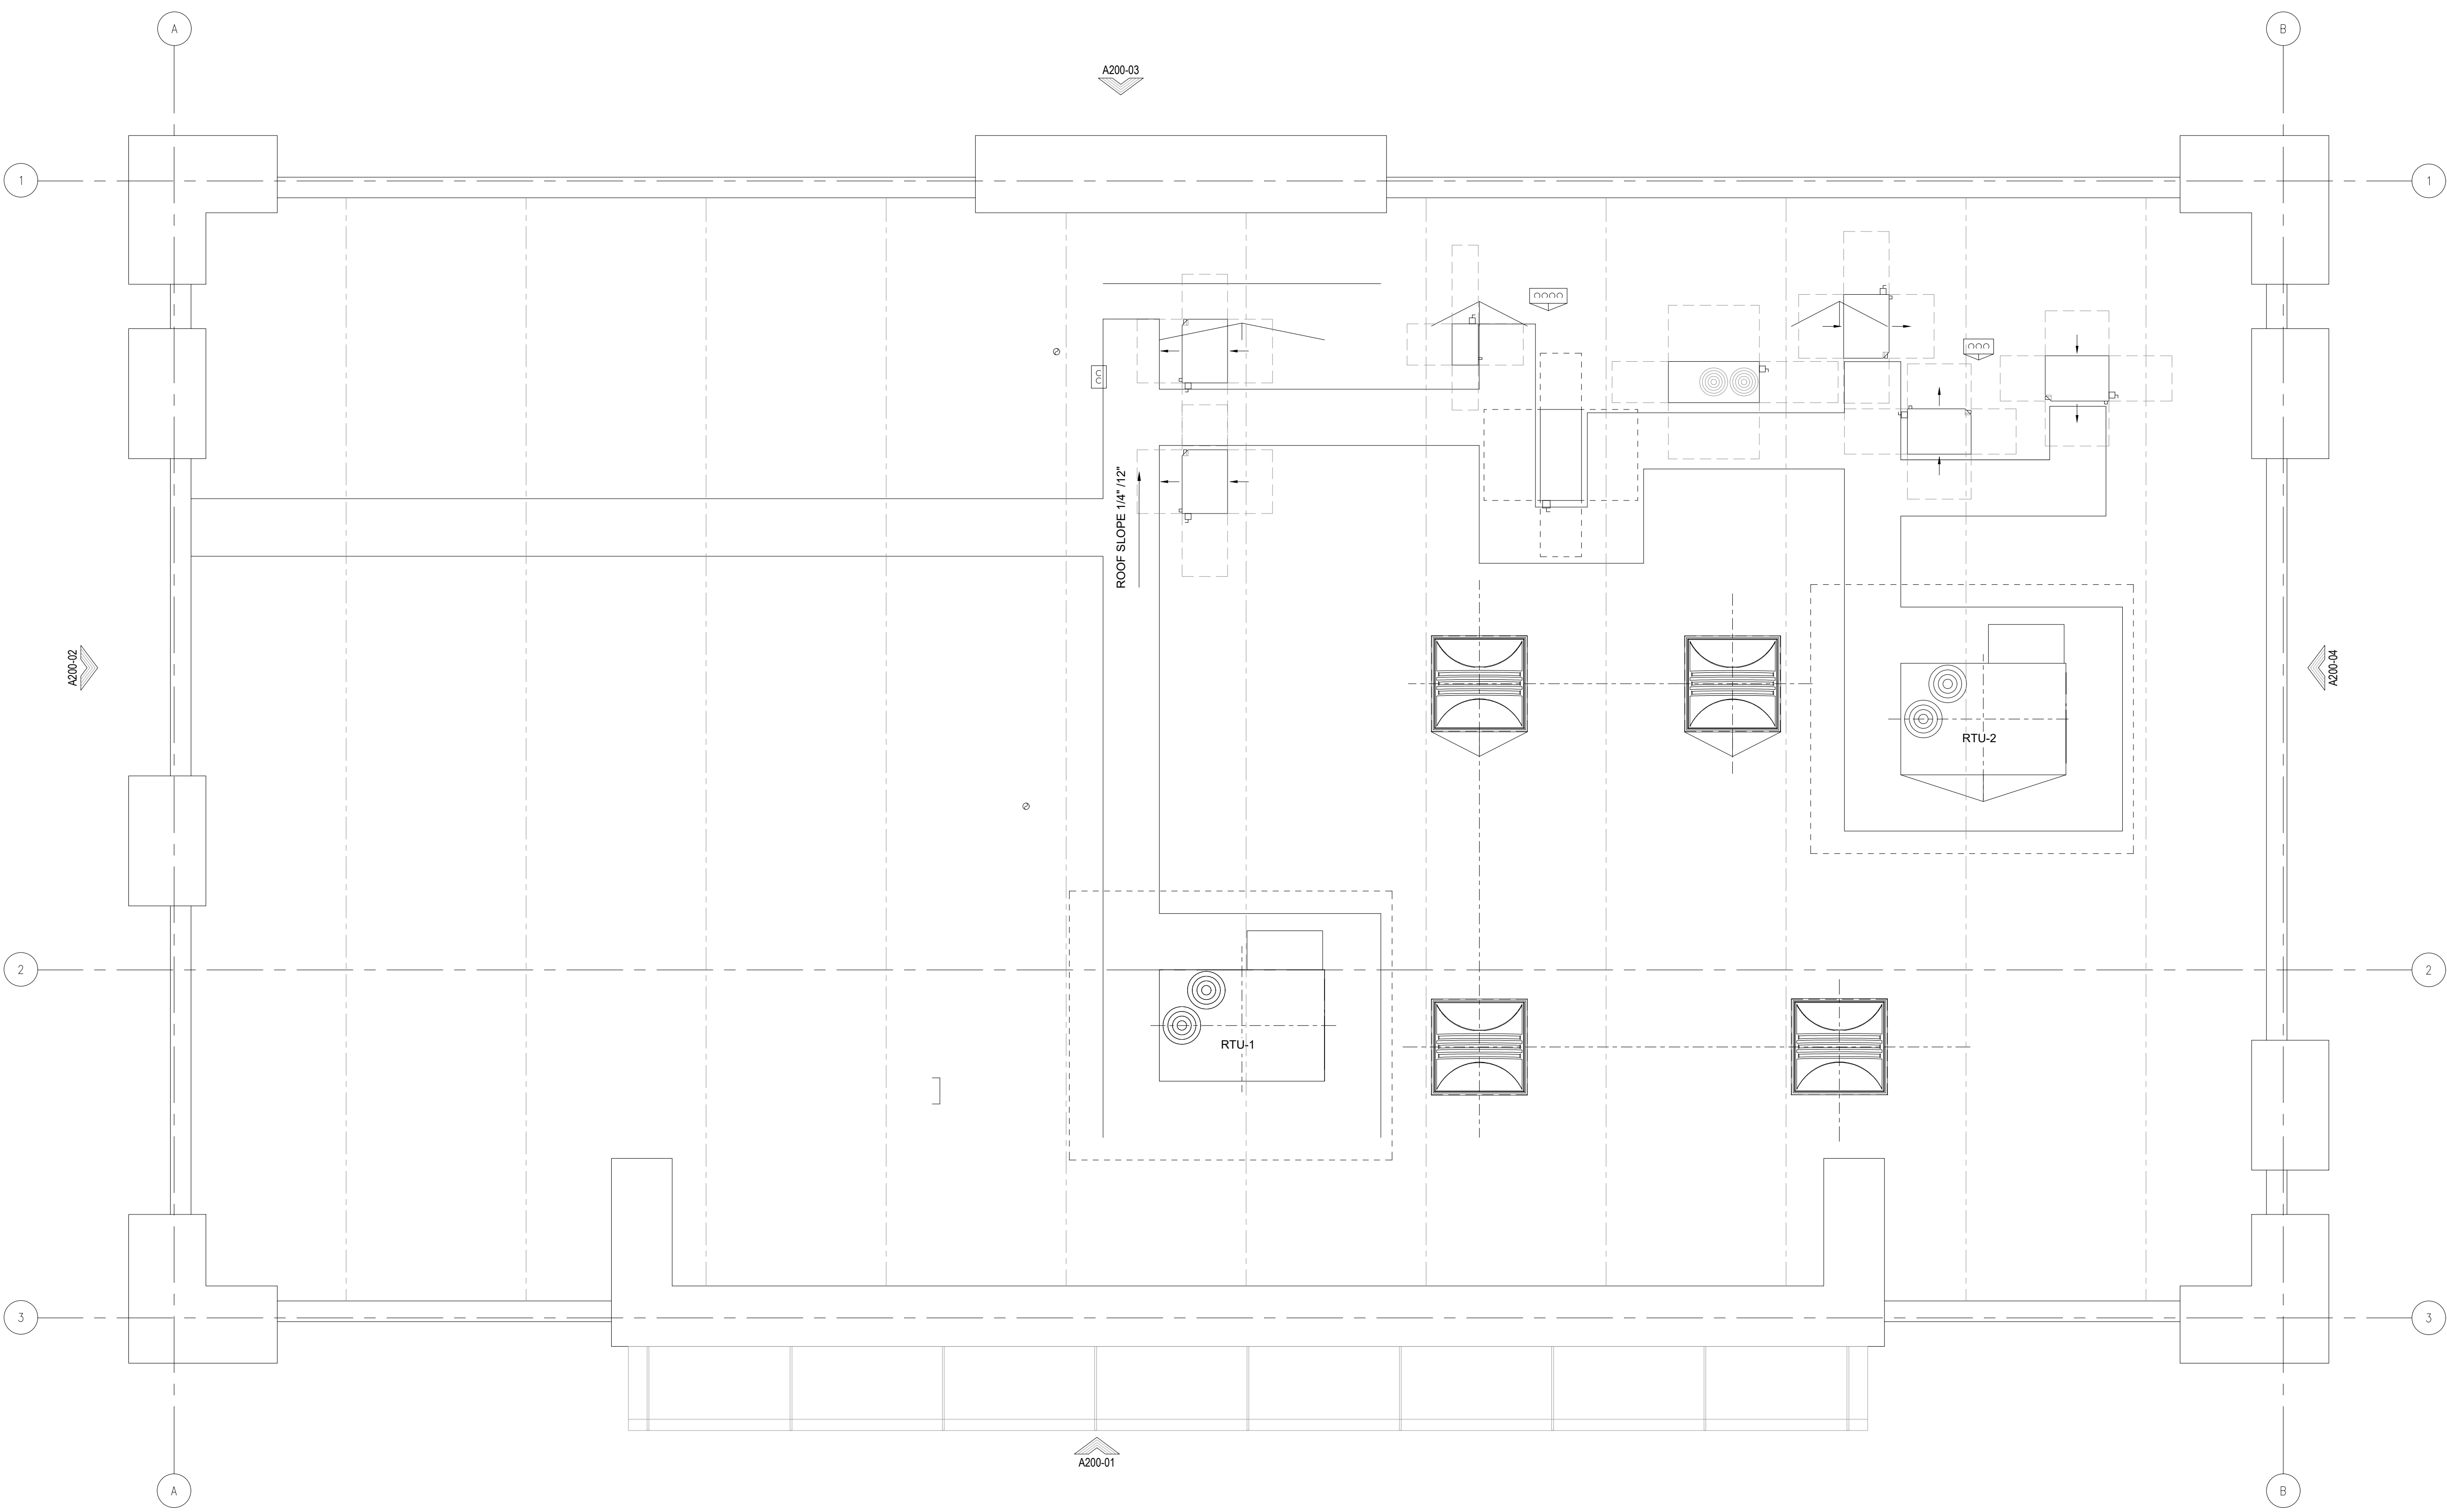 A
B
A200-03
1
1
ROOF SLOPE 1/4" /12"
A200-02
A200-04
RTU-2
2
2
RTU-1
3
3
A200-01
A
B